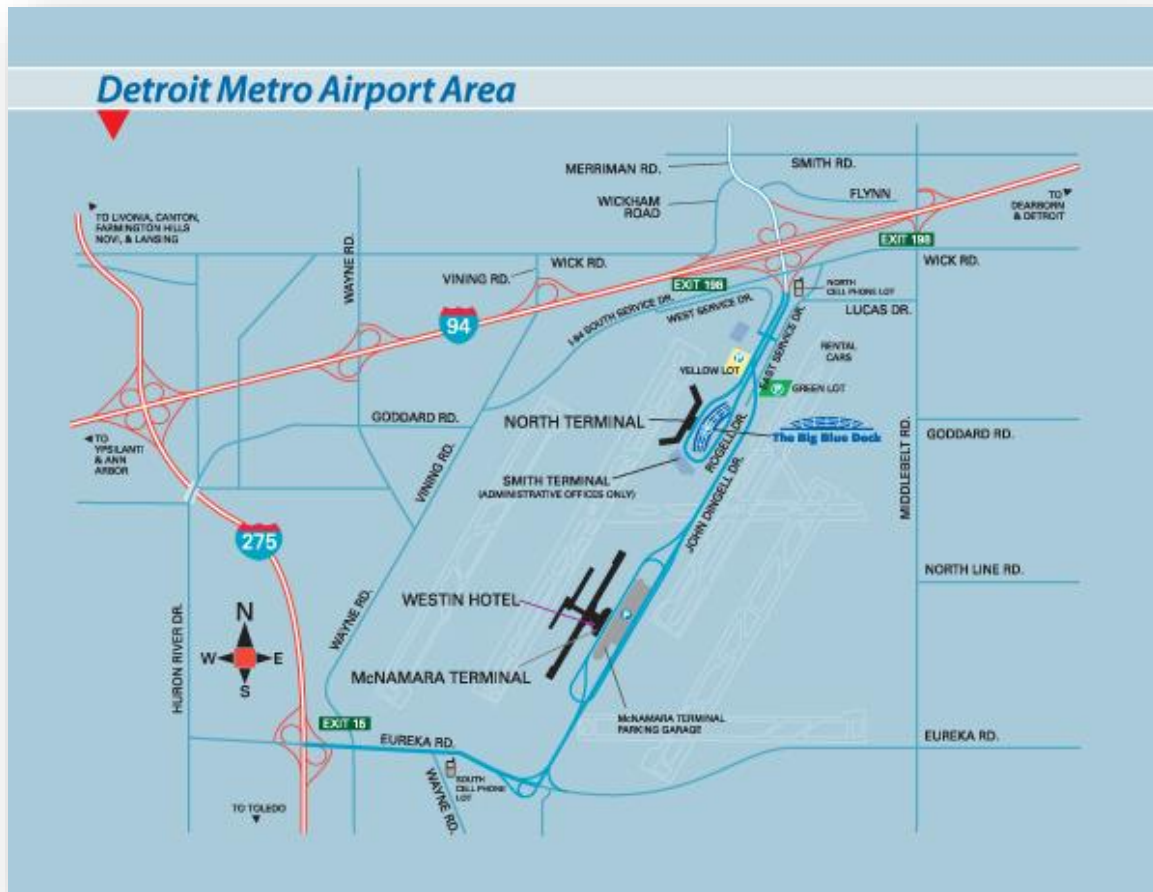 Detroit Metro Airport Area
MERRIMAN RD.
SMITH RD.
WICKHAM
ROAD
FLYNN
TO
DEARBORN
& DETROIT
TO LIVONIA, CANTON,
FARMINGTON HILLS
NOVI, & LANSING
WAYNE RD.
EXIT 198
WICK RD.
WICK RD.
VINING RD.
EXIT 198
NORTH
CELL PHONE LOT
I-94 SOUTH SERVICE DR.
WEST SERVICE DR.
LUCAS DR.
94
EAST SERVICE DR.
RENTAL
CARS
YELLOW LOT
GREEN LOT
GODDARD RD.
NORTH TERMINAL
ROGELL DR.
The Big Blue Deck
MIDDLEBELT RD.
GODDARD RD.
TO
YPSILANTI
& ANN
ARBOR
VINING RD.
SMITH TERMINAL
(ADMINISTRATIVE OFFICES ONLY)
JOHN DINGELL DR.
275
NORTH LINE RD.
WESTIN HOTEL
N
W
E
S
HURON RIVER DR.
WAYNE RD.
McNAMARA TERMINAL
EXIT 15
McNAMARA TERMINAL
PARKING GARAGE
EUREKA RD.
EUREKA RD.
SOUTH
CELL PHONE
LOT
WAYNE RD.
TO TOLEDO